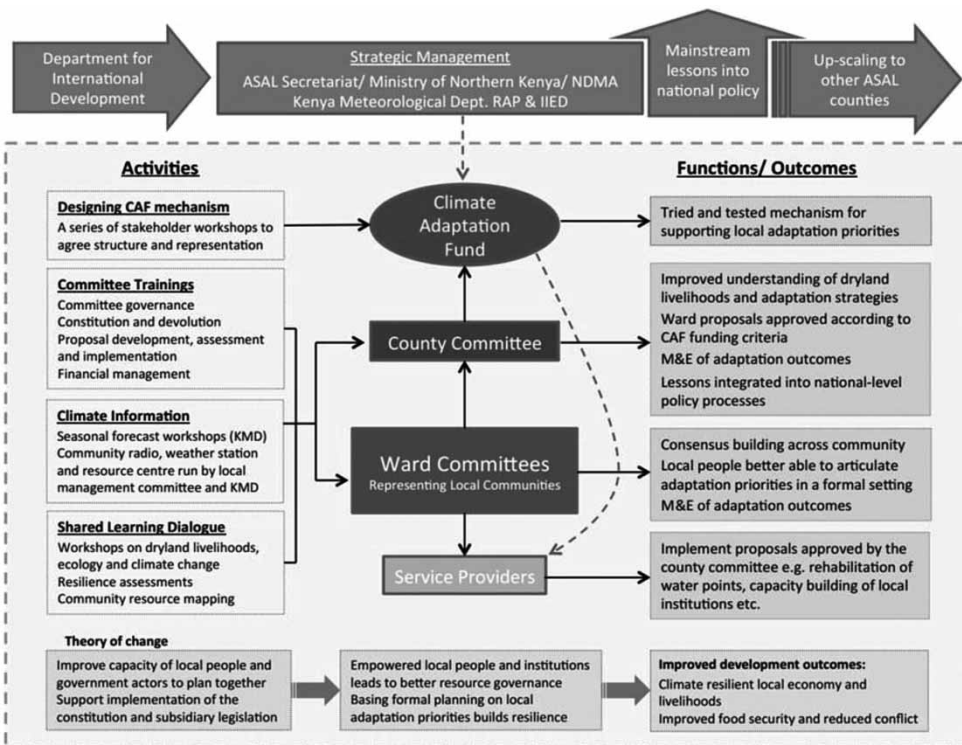 Department for
International
Development
Strategic Management
ASAL Secretariat/ Ministry of Northern Kenya/ NDMA
Kenya Meteorological Dept. RAP & IIED
Mainstream
lessons into
national policy
Up-scaling to
other ASAL
counties
Activities
Functions/ Outcomes
Designing CAF mechanism
A series of stakeholder workshops to
agree structure and representation
Climate
Adaptation
Fund
Tried and tested mechanism for
supporting local adaptation priorities
Committee Trainings
Committee governance
Constitution and devolution
Proposal development, assessment
and implementation
Financial management
County Committee
Improved understanding of dryland
livelihoods and adaptation strategies
Ward proposals approved according to
CAF funding criteria
M&E of adaptation outcomes
Lessons integrated into national-level
policy processes
Climate Information
Seasonal forecast workshops (KMD)
Community radio, weather station
and resource centre run by local
management committee and KMD
Ward Committees
Representing Local Communities
Consensus building across community
Local people better able to articulate
adaptation priorities in a formal setting
M&E of adaptation outcomes
Shared Learning Dialogue
Workshops on dryland livelihoods,
ecology and climate change
Resilience assessments
Community resource mapping
Service Providers
Implement proposals approved by the
county committee e.g. rehabilitation of
water points, capacity building of local
institutions etc.
Theory of change
Improve capacity of local people and
government actors to plan together
Support implementation of the
constitution and subsidiary legislation
Empowered local people and institutions
leads to better resource governance
Basing formal planning on local
adaptation priorities builds resilience
Improved development outcomes:
Climate resilient local economy and
livelihoods
Improved food security and reduced conflict